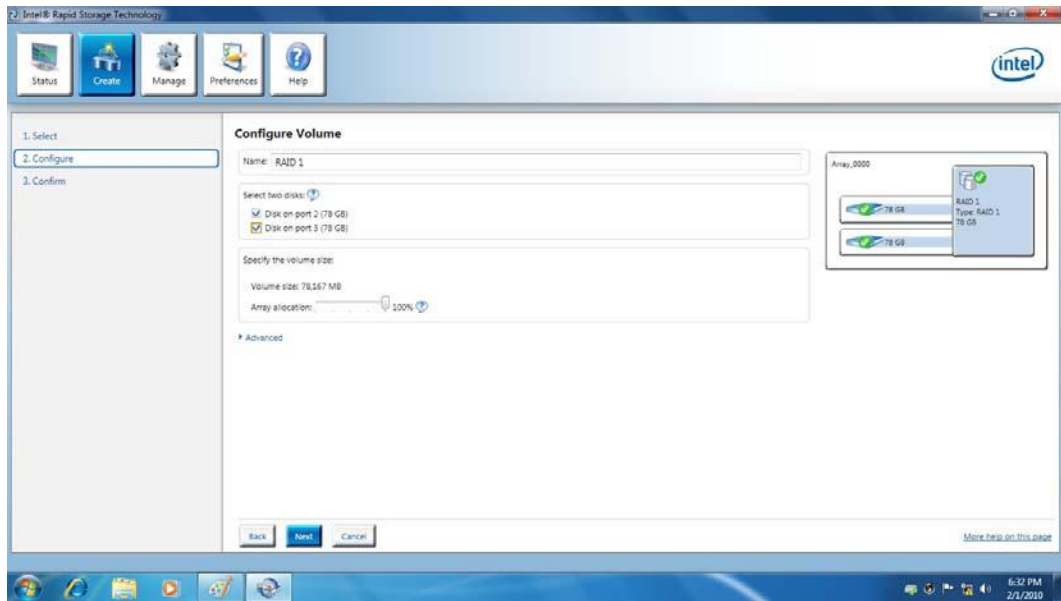 Intel® Rapid Storage Technology
Status
Create
Manage
Preferences
Help
intel
1. Select
2. Configure
3. Confirm
Configure Volume
Name: RAID 1
Select two disks:
Disk on port 2 (78 GB)
Disk on port 3 (78 GB)
Specify the volume size:
Volume size: 78,167 MB
Array allocation: 100%
Advanced
Array_0000
78 GB
78 GB
RAID 1
Type: RAID 1
78 GB
Back
Next
Cancel
More help on this page
6:32 PM
2/1/2010